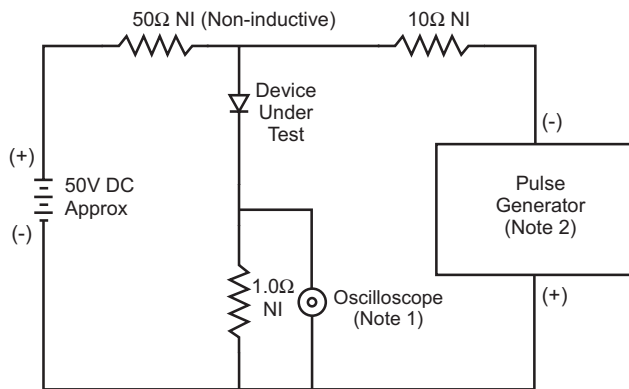 50Ω NI (Non-inductive)
10Ω NI
Device
Under
Test
(-)
(+)
50V DC
Approx
(-)
Pulse
Generator
(Note 2)
1.0Ω
NI
Oscilloscope
(Note 1)
(+)